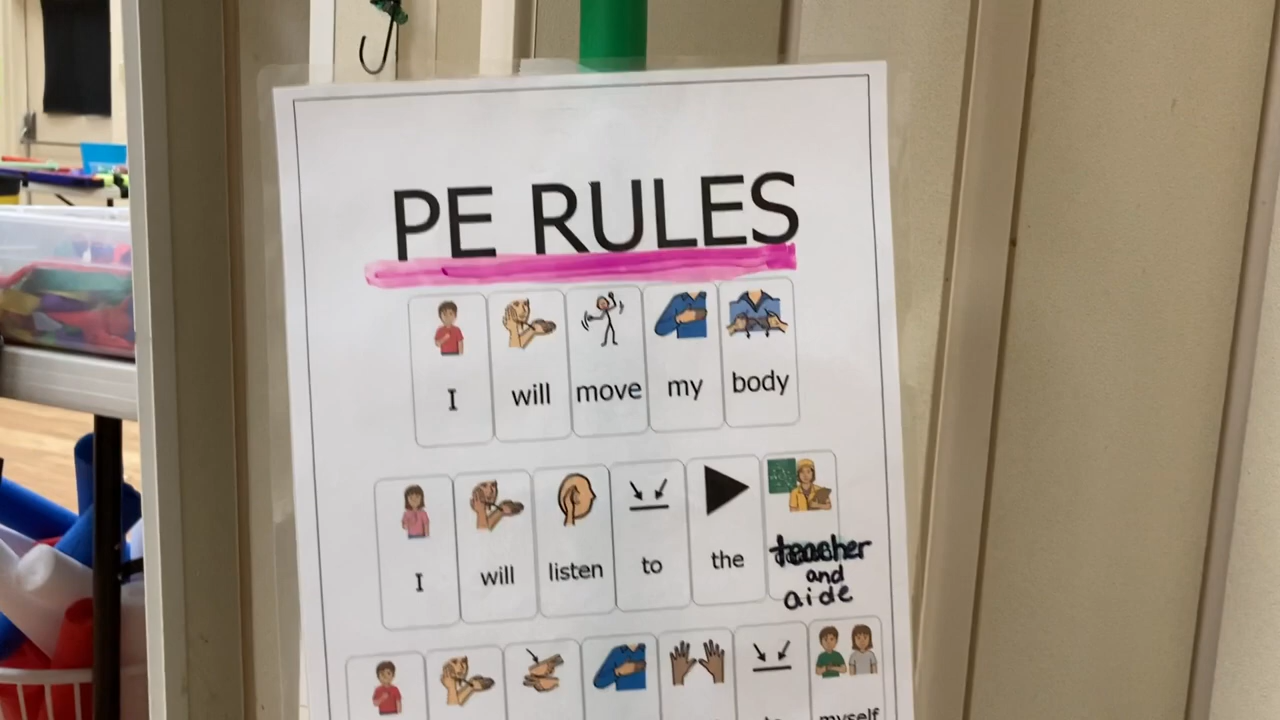 PE RULES
I will move my body
I will listen to the teacher
and
aide
myself